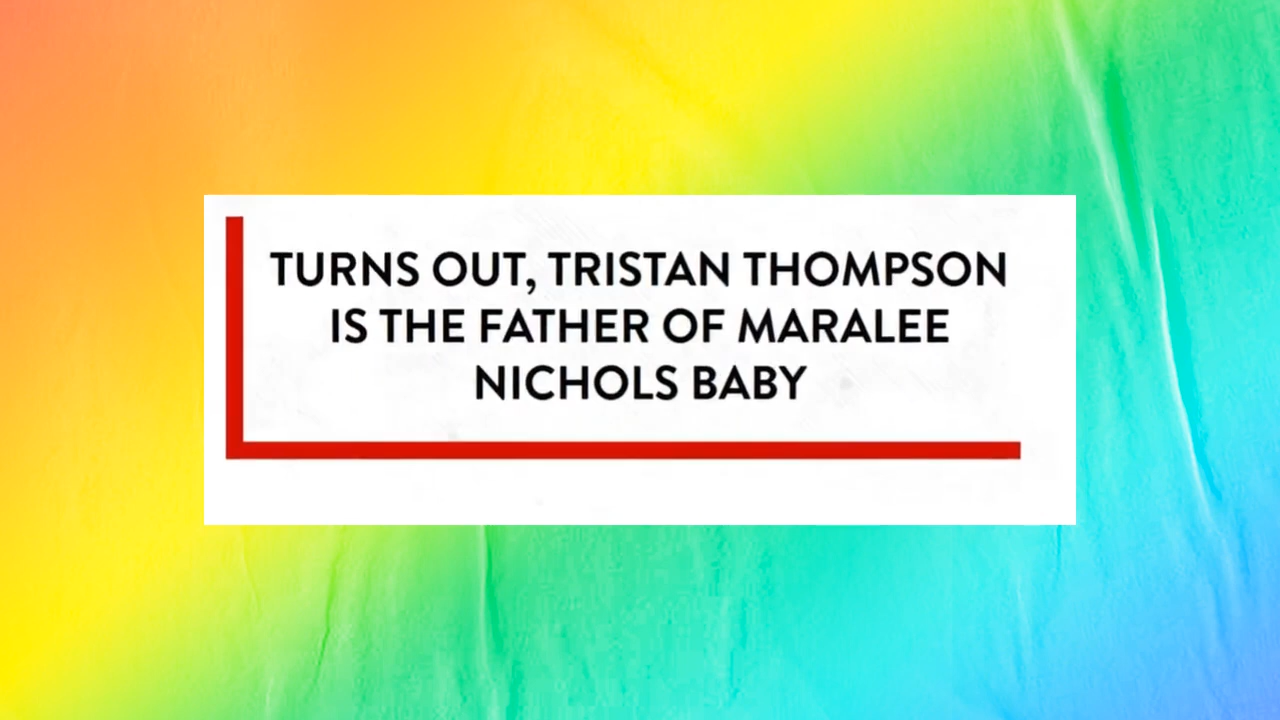 TURNS OUT, TRISTAN THOMPSON
IS THE FATHER OF MARALEE
NICHOLS BABY